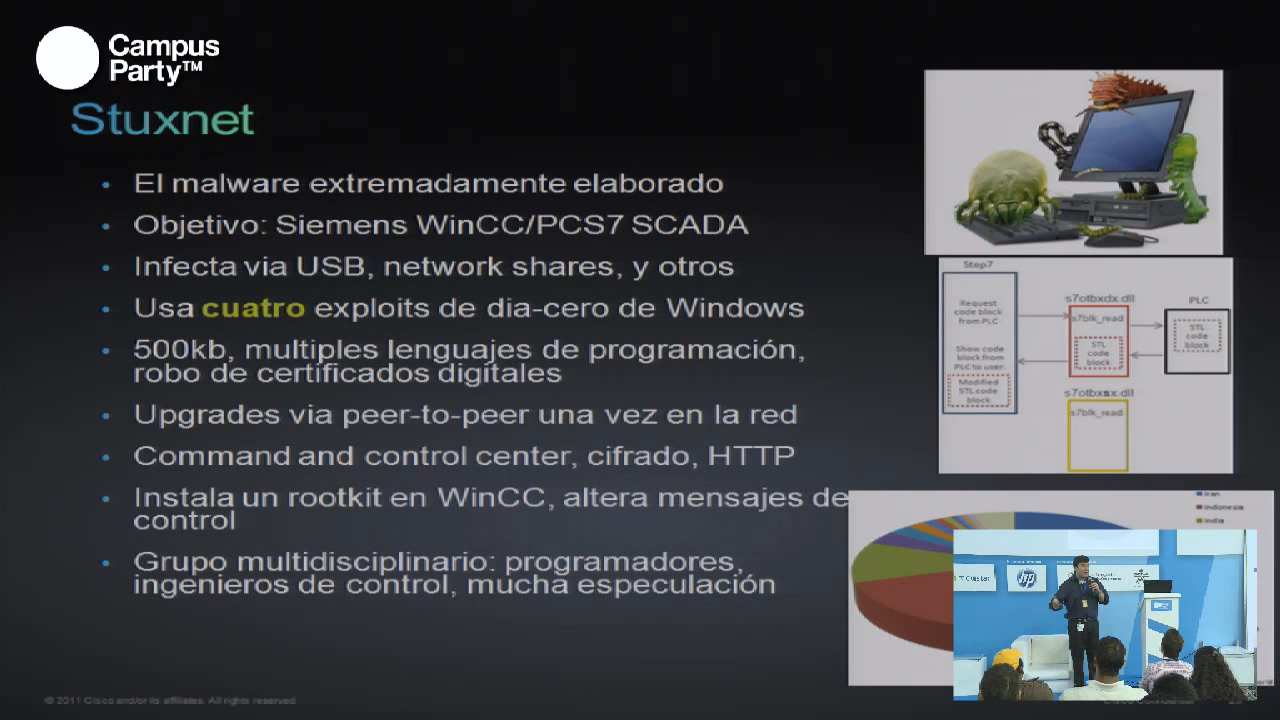 Campus
Party™
Stuxnet
• El malware extremadamente elaborado
• Objetivo: Siemens WinCC/PCS7 SCADA
• Infecta via USB, network shares, y otros
• Usa cuatro exploits de dia-cero de Windows
• 500kb, multiples lenguajes de programación,
robo de certificados digitales
• Upgrades via peer-to-peer una vez en la red
• Command and control center, cifrado, HTTP
• Instala un rootkit en WinCC, altera mensajes de
control
• Grupo multidisciplinario: programadores,
ingenieros de control, mucha especulación
Step7
Request
code block
from PLC
Show code
block from
PLC to user.
Modified
STL code
block
s7otbxdx.dll
s7blk_read
STL
code
block
PLC
STL
code
block
s7otbxsx.dll
s7blk_read
Iran
Indonesia
India
hp
© 2011 Cisco and/or its affiliates. All rights reserved.